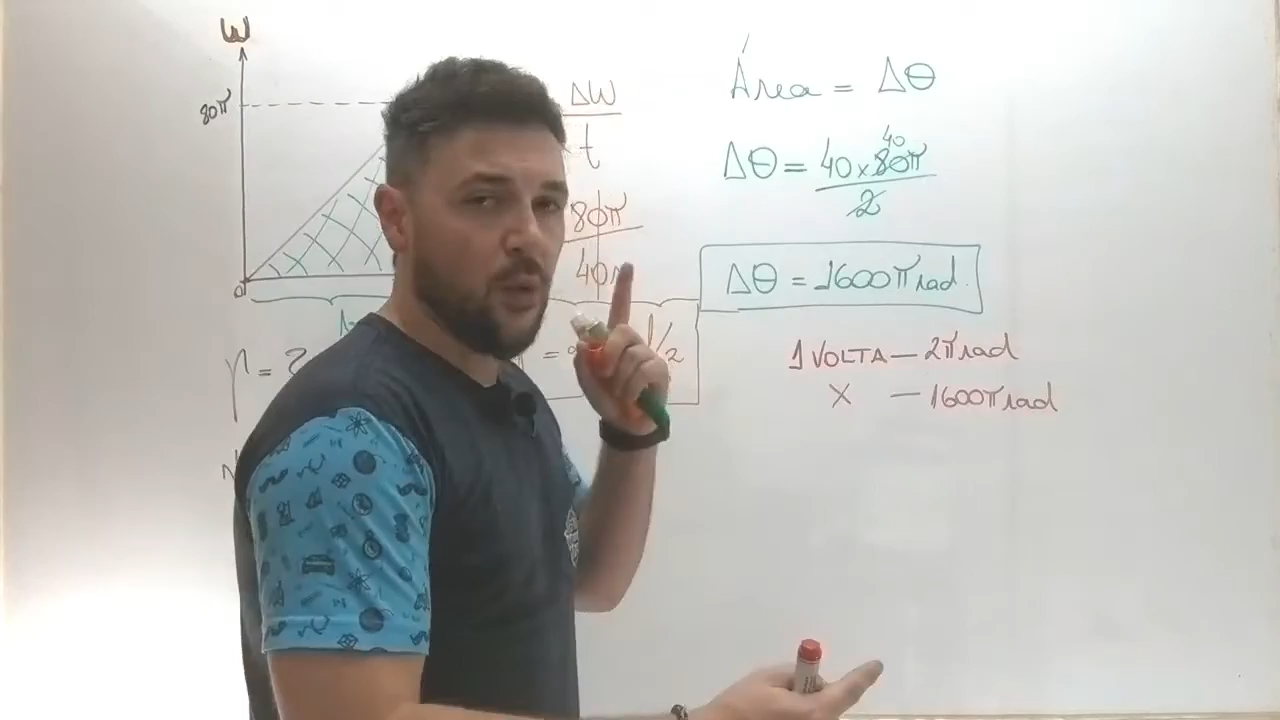 W
80π
0
ΔW
t
80π
40
Área = Δθ
40
Δθ = 40 x 80π
2
Δθ = 1600π rad.
1 VOLTA — 2π rad
X — 1600π rad